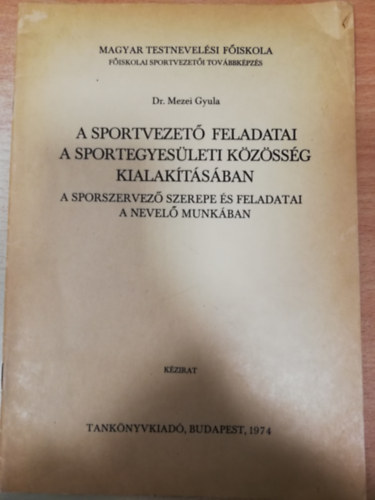 MAGYAR TESTNEVELÉSI FŐISKOLA
FŐISKOLAI SPORTVEZETŐI TOVÁBBKÉPZÉS
Dr. Mezei Gyula
A SPORTVEZETŐ FELADATAI
A SPORTEGYESÜLETI KÖZÖSSÉG
KIALAKÍTÁSÁBAN
A SPORSZERVEZŐ SZEREPE ÉS FELADATAI
A NEVELŐ MUNKÁBAN
KÉZIRAT
TANKÖNYVKIADÓ, BUDAPEST, 1974